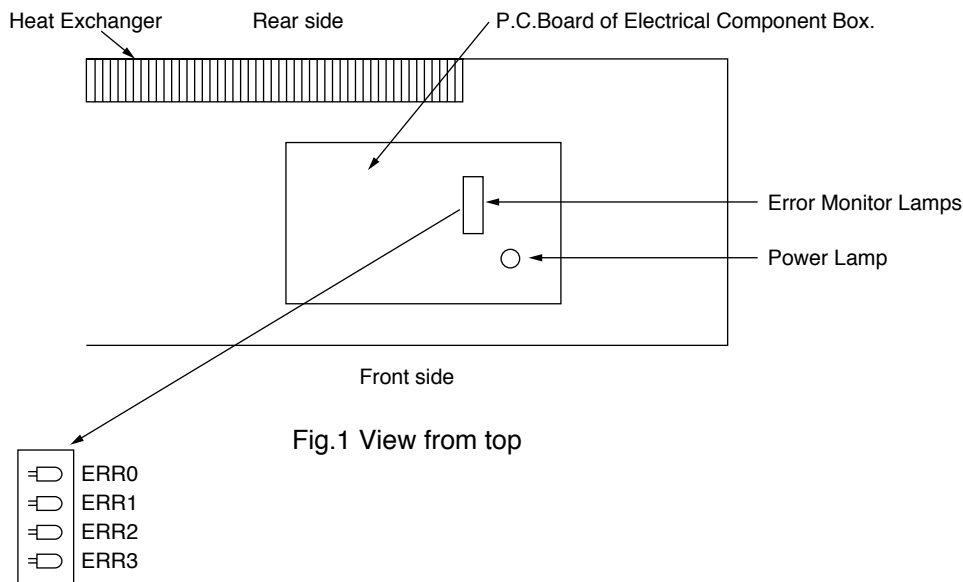 Heat Exchanger
Rear side
P.C.Board of Electrical Component Box.
Error Monitor Lamps
Power Lamp
Front side
Fig.1 View from top
ERR0
ERR1
ERR2
ERR3